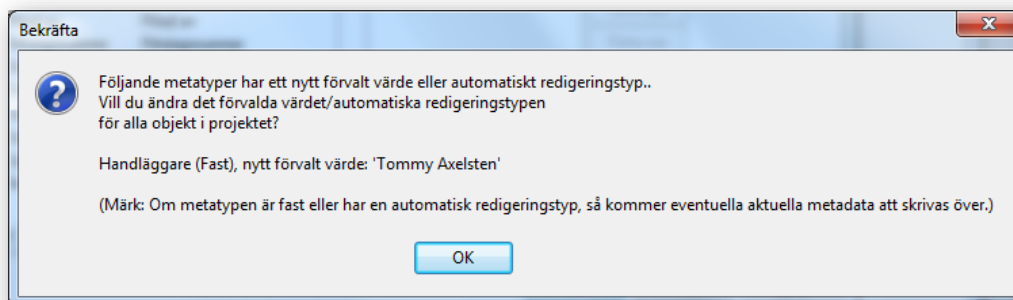 Bekräfta
Följande metatyper har ett nytt förvalt värde eller automatiskt redigeringstyp..
Vill du ändra det förvalda värdet/automatiska redigeringstypen
för alla objekt i projektet?
Handläggare (Fast), nytt förvalt värde: 'Tommy Axelsten'
(Märk: Om metatypen är fast eller har en automatisk redigeringstyp, så kommer eventuella aktuella metadata att skrivas över.)
OK